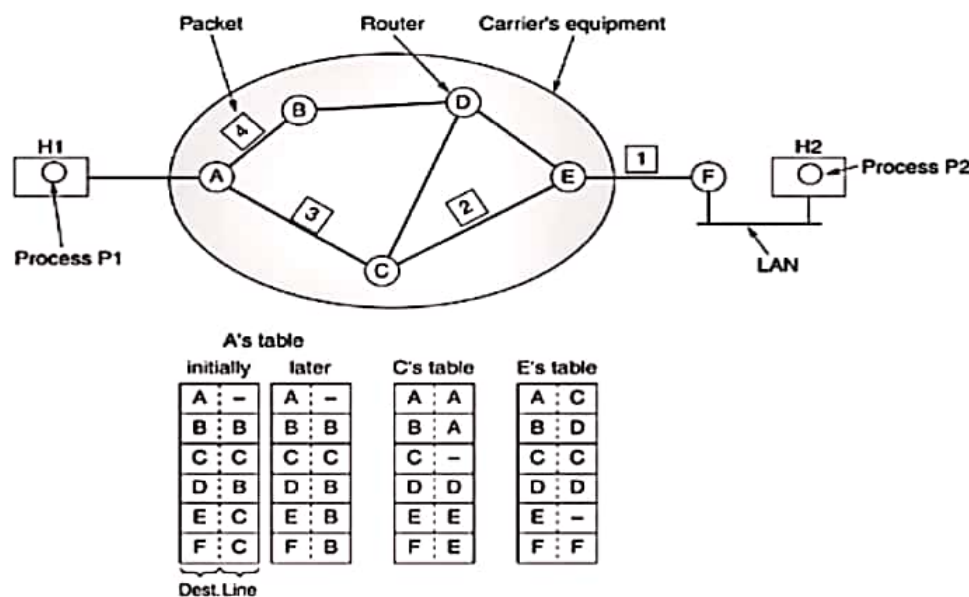 Packet Router Carrier's equipment
B D
4
H1 1 H2
A E F Process P2
3 2
Process P1 C LAN
A's table
initially later C's table E's table
A – A – A A A C
B B B B B A B D
C C C C C – C C
D B D B D D D D
E C E B E E E –
F C F B F E F F
Dest. Line